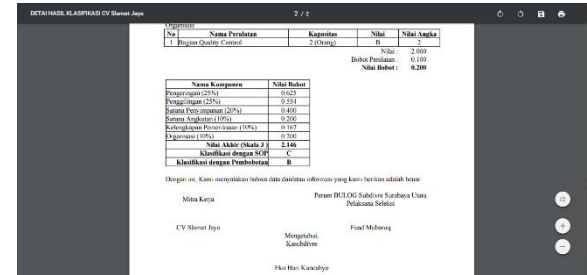 DETAI HASIL KLASIFIKASI CV Slamet Jaya
2 / 2
Organisasi
No Nama Peralatan Kapasitas Nilai Nilai Angka
1 Bagian Quality Control 2 (Orang) B 2
Nilai : 2.000
Bobot Penilaian : 0.100
Nilai Bobot : 0.200
Nama Komponen Nilai Bobot
Pengeringan (25%) 0.625
Penggilingan (25%) 0.554
Sarana Penyimpanan (20%) 0.400
Sarana Angkutan (10%) 0.200
Kelengkapan Pemeriksaan (10%) 0.167
Organisasi (10%) 0.200
Nilai Akhir (Skala 3 ) 2.146
Klasifikasi dengan SOP C
Klasifikasi dengan Pembobotan B
Dengan ini, Kami menyatakan bahwa data dan/atau informasi yang kami berikan adalah benar.
Mitra Kerja
Perum BULOG Subdivre Surabaya Utara
Pelaksana Seleksi
CV Slamet Jaya
Fuad Mubaroq
Mengetahui,
Kasubdivre
Eko Hari Kuncahyo